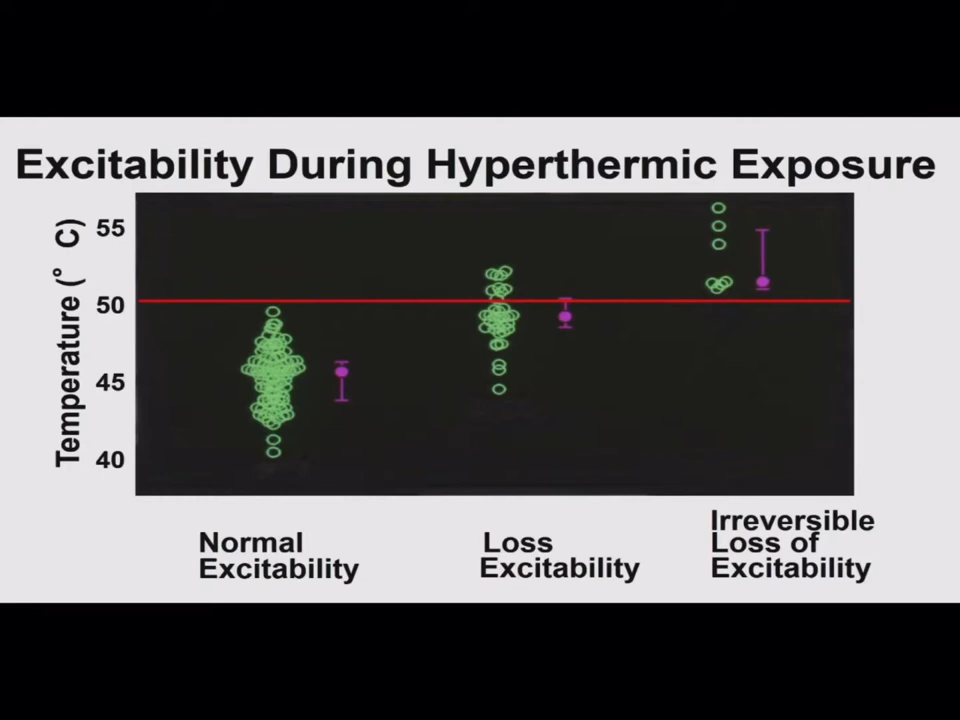 Excitability During Hyperthermic Exposure
Temperature (° C)
55
50
45
40
Normal
Excitability
Loss
Excitability
Irreversible
Loss of
Excitability